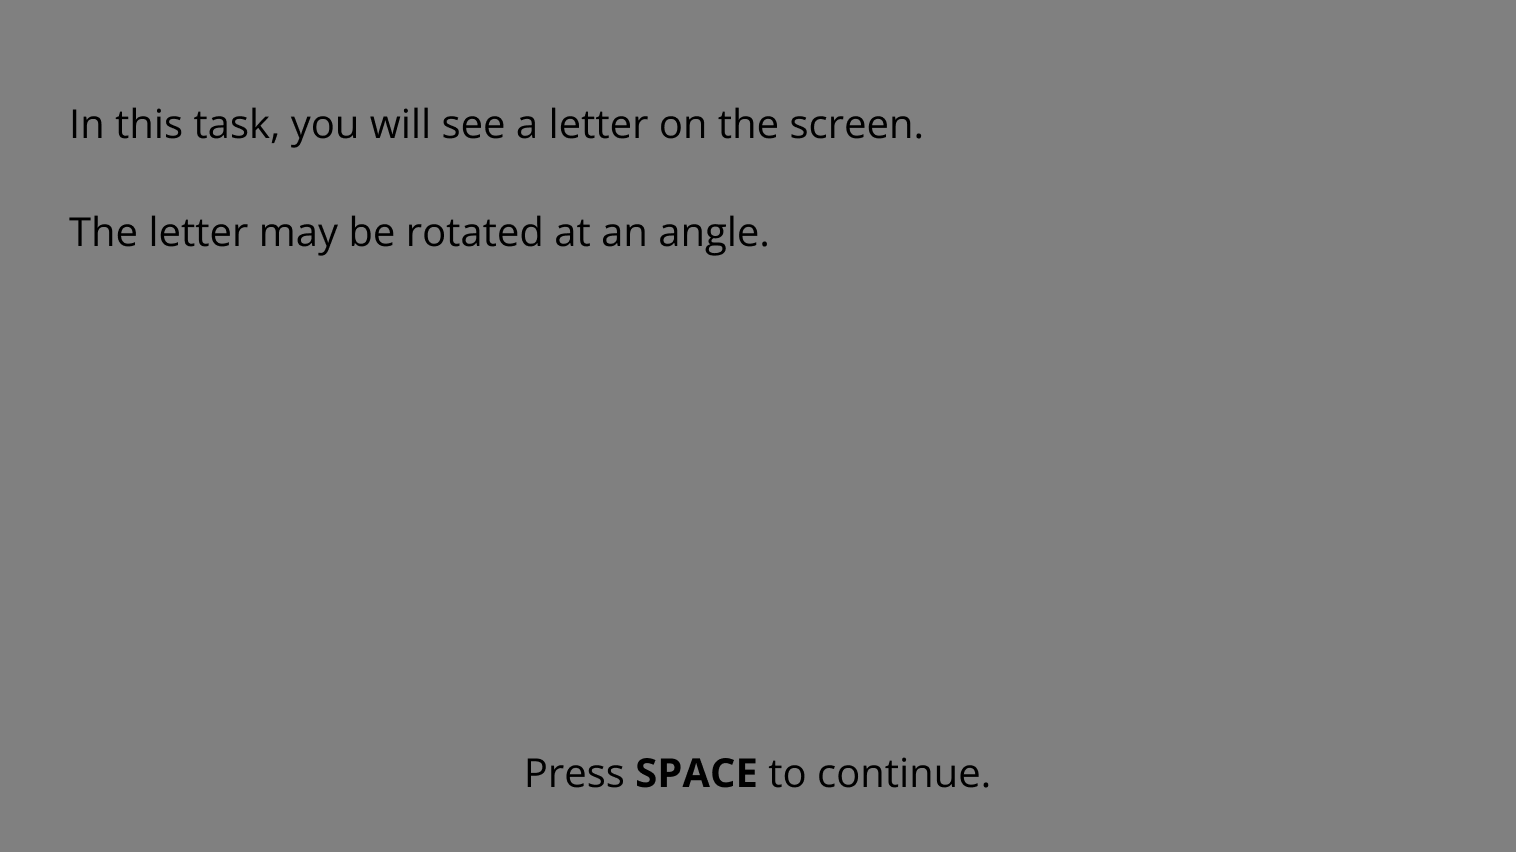 In this task, you will see a letter on the screen.
The letter may be rotated at an angle.
Press SPACE to continue.